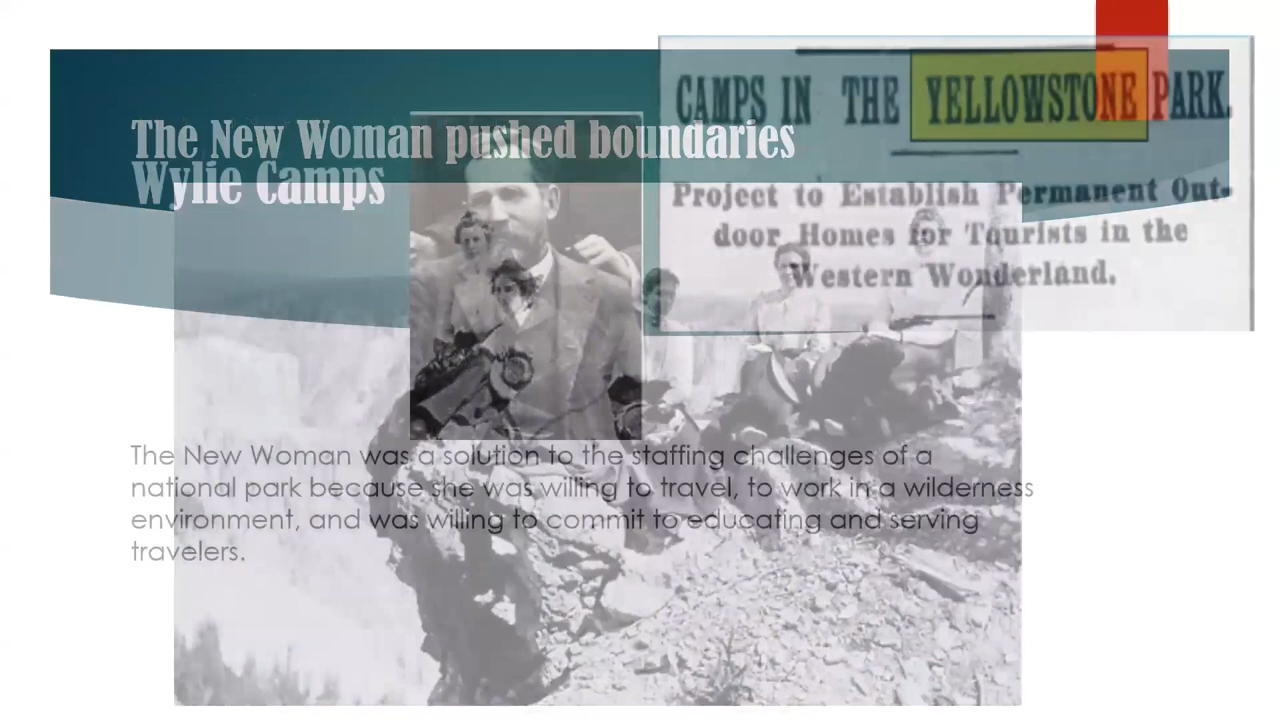 The New Woman pushed boundaries
Wylie Camps
CAMPS IN THE YELLOWSTONE PARK.
Project to Establish Permanent Out-
door Homes for Tourists in the
Western Wonderland.
The New Woman was a solution to the staffing challenges of a
national park because she was willing to travel, to work in a wilderness
environment, and was willing to commit to educating and serving
travelers.